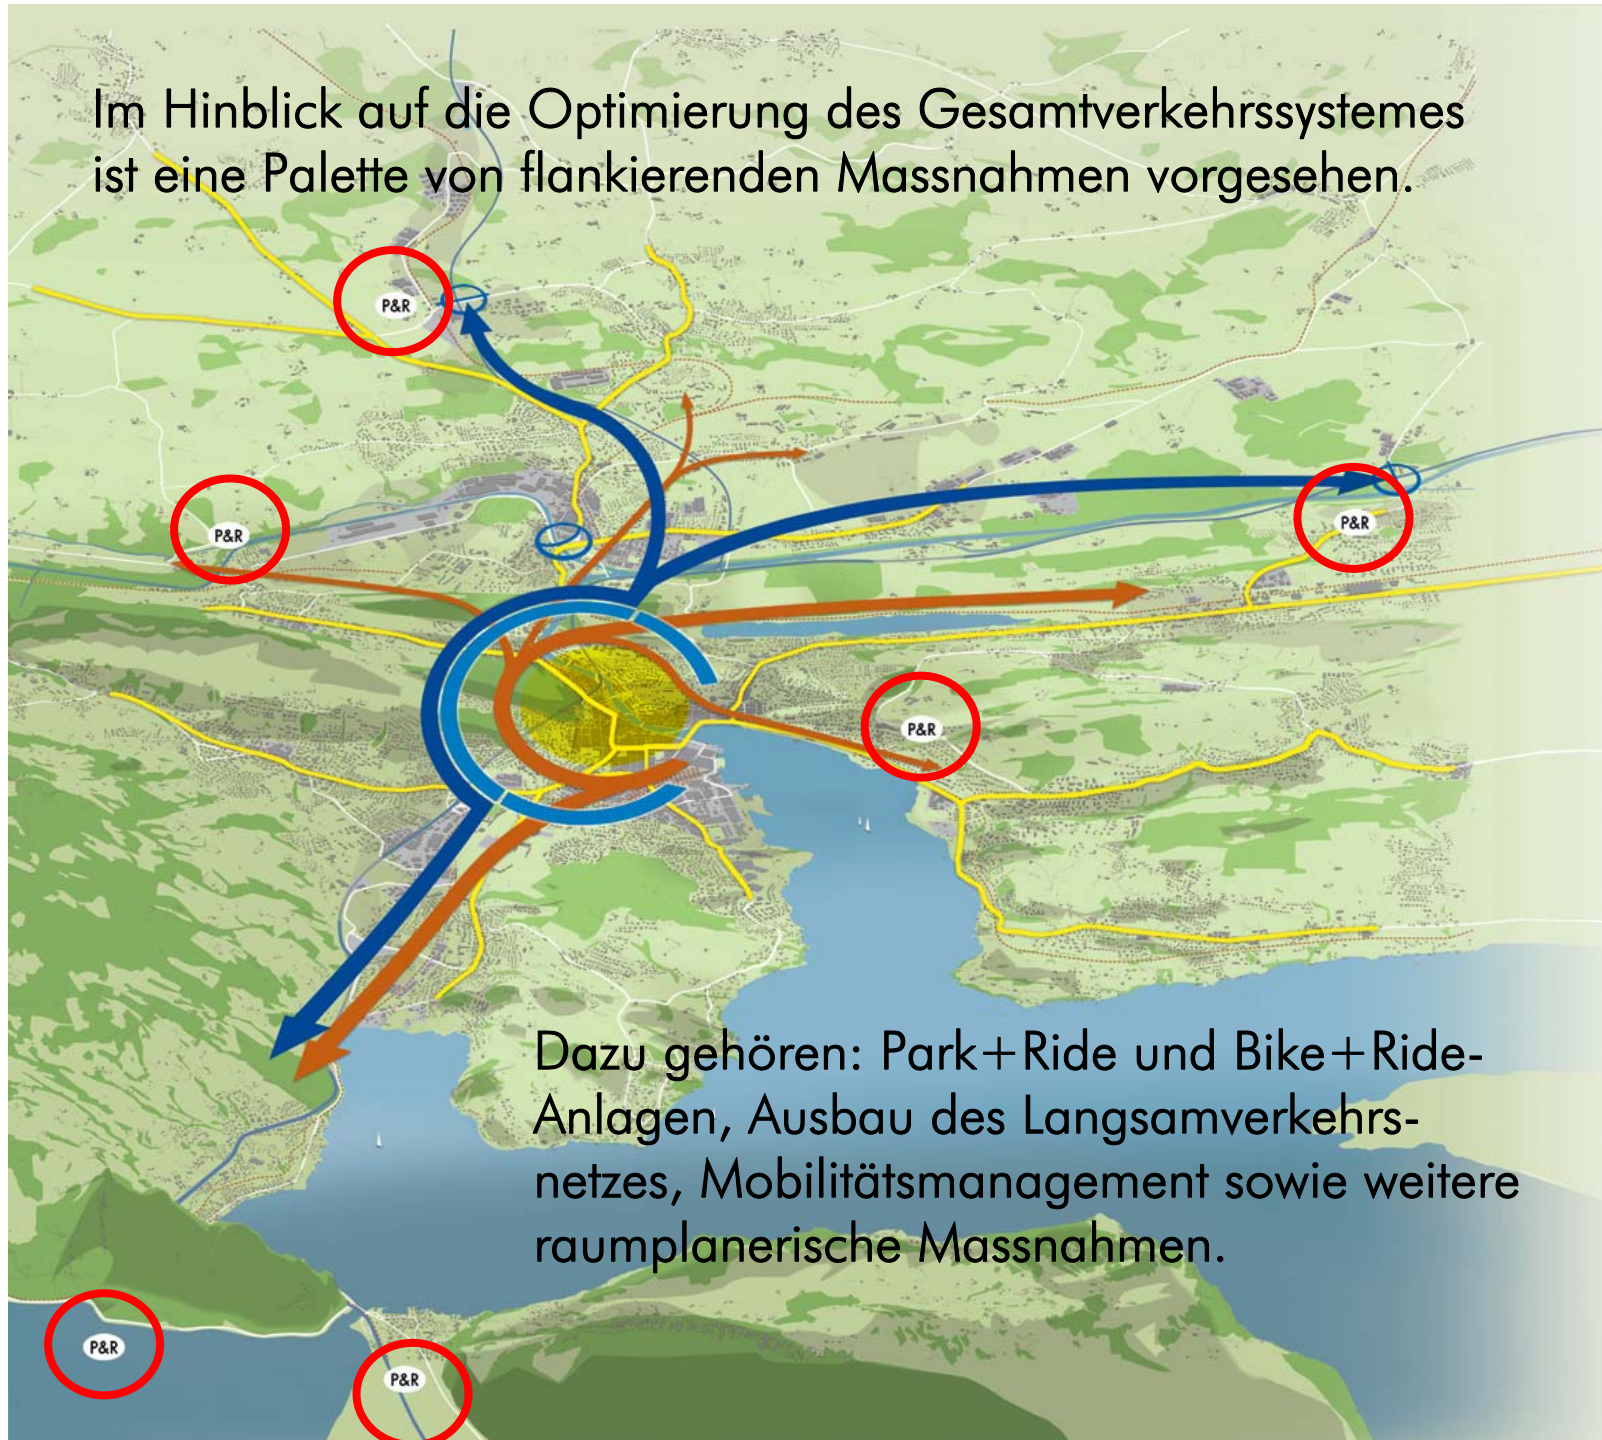 Im Hinblick auf die Optimierung des Gesamtverkehrssystemes
ist eine Palette von flankierenden Massnahmen vorgesehen.
P&R
P&R
P&R
P&R
Dazu gehören: Park+Ride und Bike+Ride-
Anlagen, Ausbau des Langsamverkehrs-
netzes, Mobilitätsmanagement sowie weitere
raumplanerische Massnahmen.
P&R
P&R